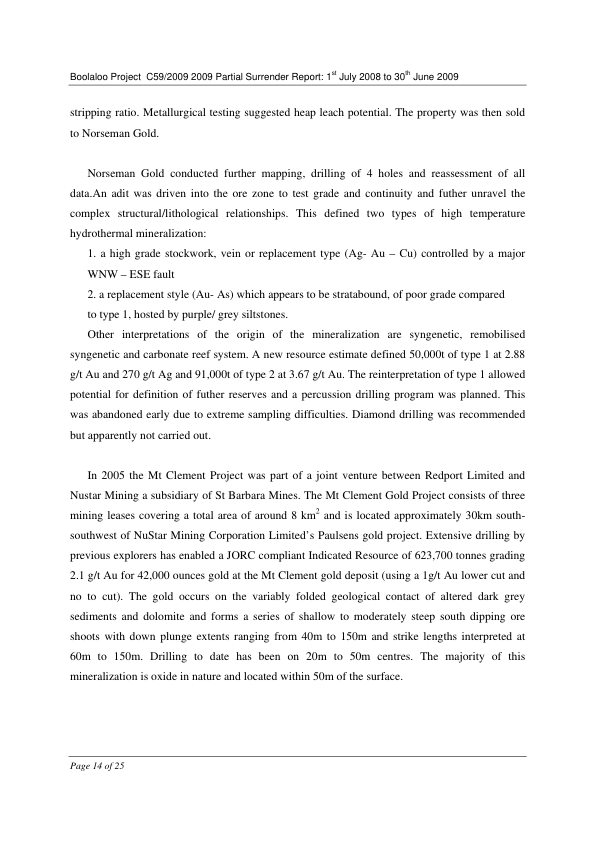 Boolaloo Project C59/2009 2009 Partial Surrender Report: 1st July 2008 to 30th June 2009
stripping ratio. Metallurgical testing suggested heap leach potential. The property was then sold
to Norseman Gold.
Norseman Gold conducted further mapping, drilling of 4 holes and reassessment of all
data.An adit was driven into the ore zone to test grade and continuity and futher unravel the
complex structural/lithological relationships. This defined two types of high temperature
hydrothermal mineralization:
1. a high grade stockwork, vein or replacement type (Ag- Au – Cu) controlled by a major
WNW – ESE fault
2. a replacement style (Au- As) which appears to be stratabound, of poor grade compared
to type 1, hosted by purple/ grey siltstones.
Other interpretations of the origin of the mineralization are syngenetic, remobilised
syngenetic and carbonate reef system. A new resource estimate defined 50,000t of type 1 at 2.88
g/t Au and 270 g/t Ag and 91,000t of type 2 at 3.67 g/t Au. The reinterpretation of type 1 allowed
potential for definition of futher reserves and a percussion drilling program was planned. This
was abandoned early due to extreme sampling difficulties. Diamond drilling was recommended
but apparently not carried out.
In 2005 the Mt Clement Project was part of a joint venture between Redport Limited and
Nustar Mining a subsidiary of St Barbara Mines. The Mt Clement Gold Project consists of three
mining leases covering a total area of around 8 km2 and is located approximately 30km south-
southwest of NuStar Mining Corporation Limited's Paulsens gold project. Extensive drilling by
previous explorers has enabled a JORC compliant Indicated Resource of 623,700 tonnes grading
2.1 g/t Au for 42,000 ounces gold at the Mt Clement gold deposit (using a 1g/t Au lower cut and
no to cut). The gold occurs on the variably folded geological contact of altered dark grey
sediments and dolomite and forms a series of shallow to moderately steep south dipping ore
shoots with down plunge extents ranging from 40m to 150m and strike lengths interpreted at
60m to 150m. Drilling to date has been on 20m to 50m centres. The majority of this
mineralization is oxide in nature and located within 50m of the surface.
Page 14 of 25